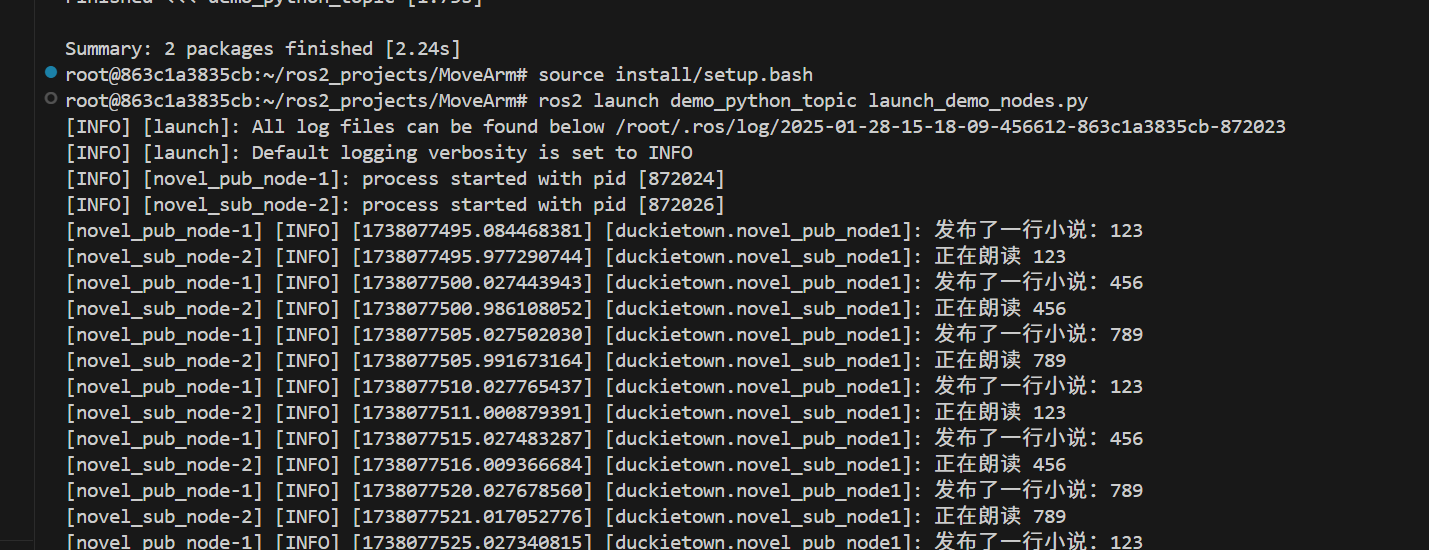 Finished <<< demo_python_topic [1.79s]
Summary: 2 packages finished [2.24s]
root@863c1a3835cb:~/ros2_projects/MoveArm# source install/setup.bash
root@863c1a3835cb:~/ros2_projects/MoveArm# ros2 launch demo_python_topic launch_demo_nodes.py
[INFO] [launch]: All log files can be found below /root/.ros/log/2025-01-28-15-18-09-456612-863c1a3835cb-872023
[INFO] [launch]: Default logging verbosity is set to INFO
[INFO] [novel_pub_node-1]: process started with pid [872024]
[INFO] [novel_sub_node-2]: process started with pid [872026]
[novel_pub_node-1] [INFO] [1738077495.084468381] [duckietown.novel_pub_node1]: 发布了一行小说: 123
[novel_sub_node-2] [INFO] [1738077495.977290744] [duckietown.novel_sub_node1]: 正在朗读 123
[novel_pub_node-1] [INFO] [1738077500.027443943] [duckietown.novel_pub_node1]: 发布了一行小说: 456
[novel_sub_node-2] [INFO] [1738077500.986108052] [duckietown.novel_sub_node1]: 正在朗读 456
[novel_pub_node-1] [INFO] [1738077505.027502030] [duckietown.novel_pub_node1]: 发布了一行小说: 789
[novel_sub_node-2] [INFO] [1738077505.991673164] [duckietown.novel_sub_node1]: 正在朗读 789
[novel_pub_node-1] [INFO] [1738077510.027765437] [duckietown.novel_pub_node1]: 发布了一行小说: 123
[novel_sub_node-2] [INFO] [1738077511.000879391] [duckietown.novel_sub_node1]: 正在朗读 123
[novel_pub_node-1] [INFO] [1738077515.027483287] [duckietown.novel_pub_node1]: 发布了一行小说: 456
[novel_sub_node-2] [INFO] [1738077516.009366684] [duckietown.novel_sub_node1]: 正在朗读 456
[novel_pub_node-1] [INFO] [1738077520.027678560] [duckietown.novel_pub_node1]: 发布了一行小说: 789
[novel_sub_node-2] [INFO] [1738077521.017052776] [duckietown.novel_sub_node1]: 正在朗读 789
[novel_pub_node-1] [INFO] [1738077525.027340815] [duckietown.novel_pub_node1]: 发布了一行小说: 123